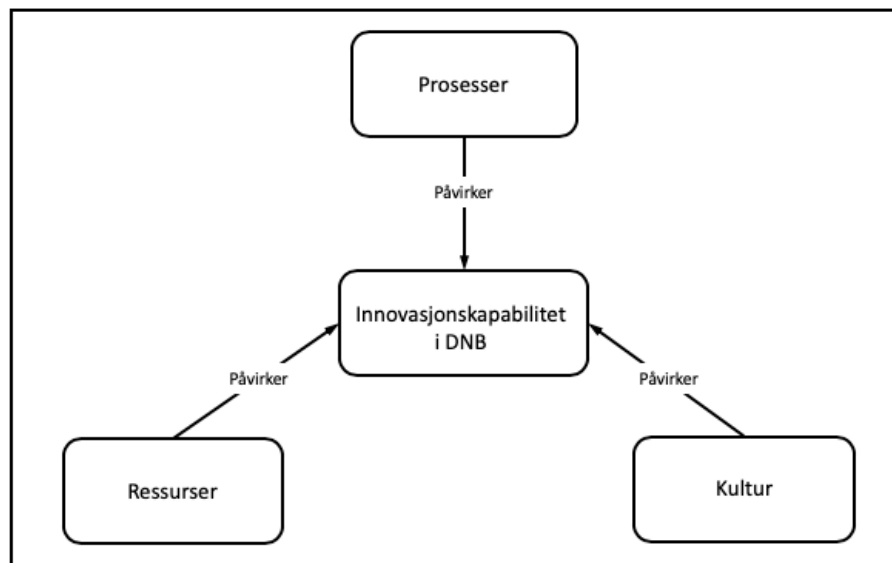 Prosesser
Påvirker
Innovasjonskapabilitet
i DNB
Påvirker
Påvirker
Ressurser
Kultur